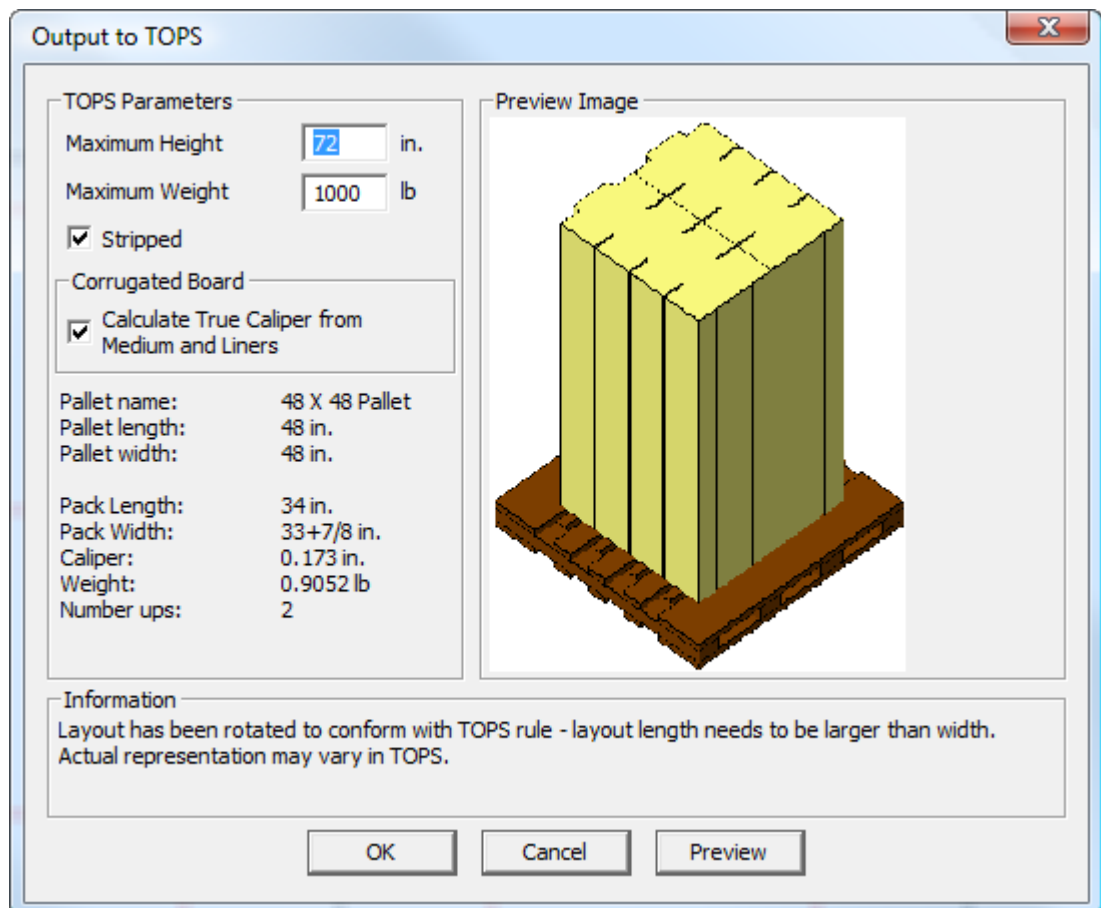 Output to TOPS
TOPS Parameters
Maximum Height 72 in.
Maximum Weight 1000 lb
Stripped
Corrugated Board
Calculate True Caliper from
Medium and Liners
Pallet name: 48 X 48 Pallet
Pallet length: 48 in.
Pallet width: 48 in.
Pack Length: 34 in.
Pack Width: 33+7/8 in.
Caliper: 0.173 in.
Weight: 0.9052 lb
Number ups: 2
Preview Image
Information
Layout has been rotated to conform with TOPS rule - layout length needs to be larger than width.
Actual representation may vary in TOPS.
OK Cancel Preview